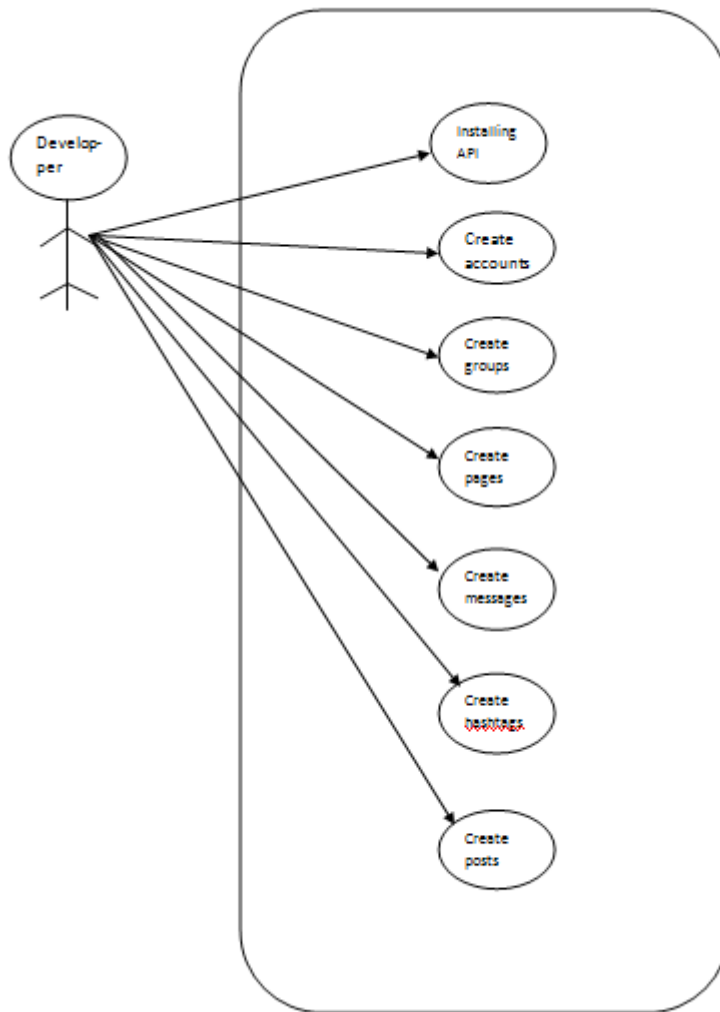 Develop-
per
Installing
API
Create
accounts
Create
groups
Create
pages
Create
messages
Create
hashtags
Create
posts